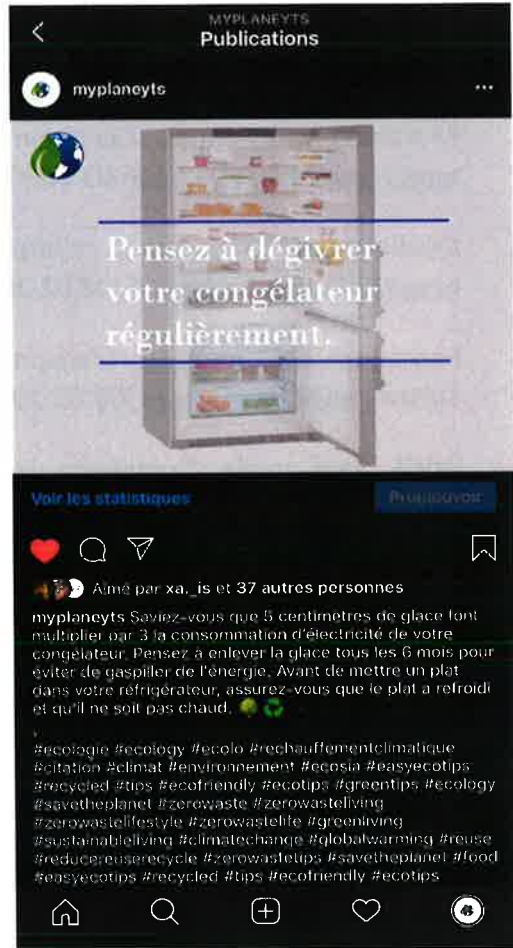 MYPLANEYTS
Publications
myplaneyts
Pensez à dégivrer
votre congélateur
régulièrement.
Voir les statistiques
Promouvoir
Aimé par xa._is et 37 autres personnes
myplaneyts Saviez-vous que 5 centimètres de glace font
multiplier par 3 la consommation d'électricité de votre
congélateur. Pensez à enlever la glace tous les 6 mois pour
éviter de gaspiller de l'énergie. Avant de mettre un plat
dans votre réfrigérateur, assurez-vous que le plat a refroidi
et qu'il ne soit pas chaud.
.
#ecologie #ecology #ecolo #rechauffementclimatique
#citation #climat #environnement #ecosia #easyecotips
#recycled #tips #ecofriendly #ecotips #greentips #ecology
#savetheplanet #zerowaste #zerowasteliving
#zerowastelifestyle #zerowastelife #greenliving
#sustainableliving #climatechange #globalwarming #reuse
#reducereuserecycle #zerowastetips #savetheplanet #food
#easyecotips #recycled #tips #ecofriendly #ecotips